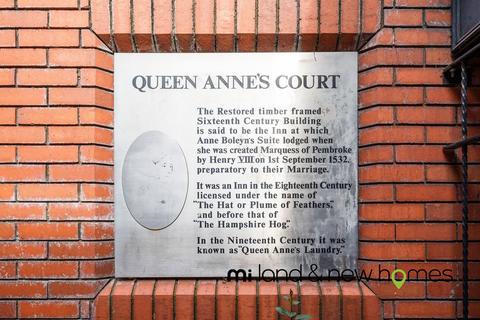 QUEEN ANNE'S COURT
The Restored timber framed
Sixteenth Century Building
is said to be the Inn at which
Anne Boleyn's Suite lodged when
she was created Marquess of Pembroke
by Henry VIII on 1st September 1532,
preparatory to their Marriage.
It was an Inn in the Eighteenth Century
licensed under the name of
"The Hat or Plume of Feathers,"
and before that of
"The Hampshire Hog."
In the Nineteenth Century it was
known as "Queen Anne's Laundry."
mi land & new homes